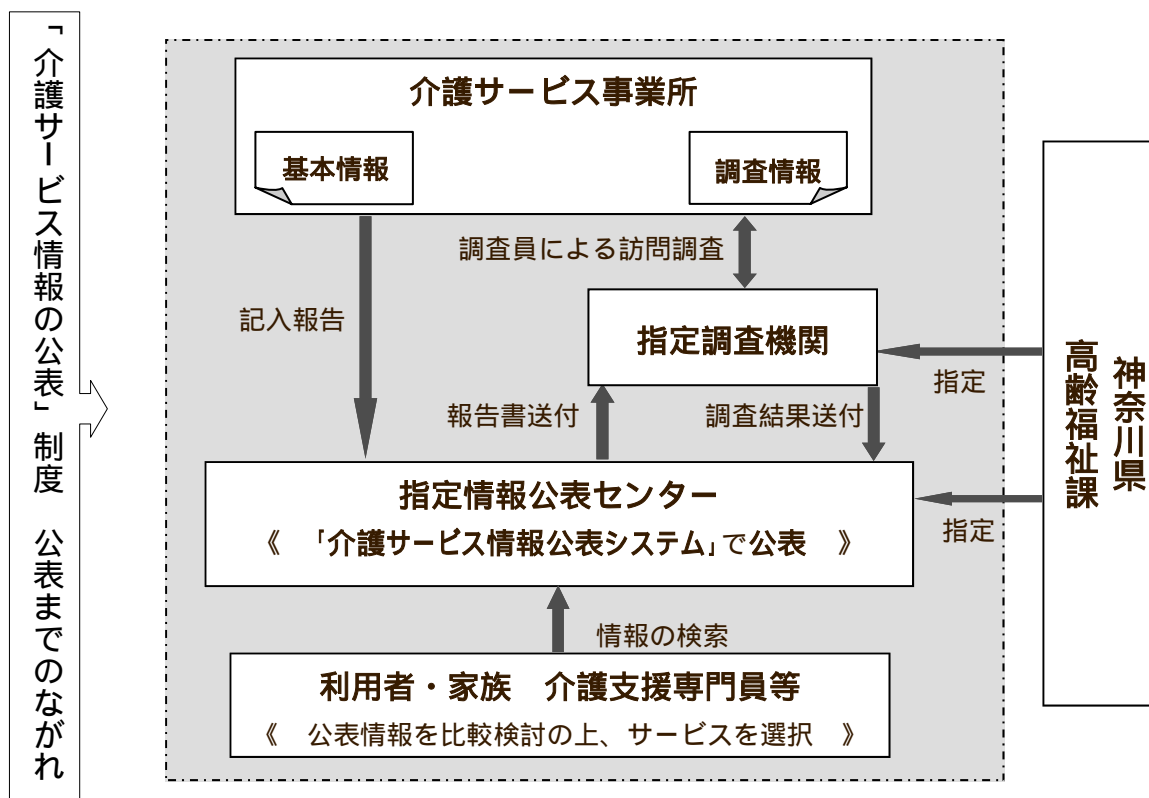 「介護サービス情報の公表」制度　公表までのながれ
介護サービス事業所
基本情報
調査情報
調査員による訪問調査
記入報告
指定調査機関
指定
報告書送付
調査結果送付
指定情報公表センター
《　「介護サービス情報公表システム」で公表　》
指定
情報の検索
利用者・家族　介護支援専門員等
《　公表情報を比較検討の上、サービスを選択　》
神奈川県
高齢福祉課